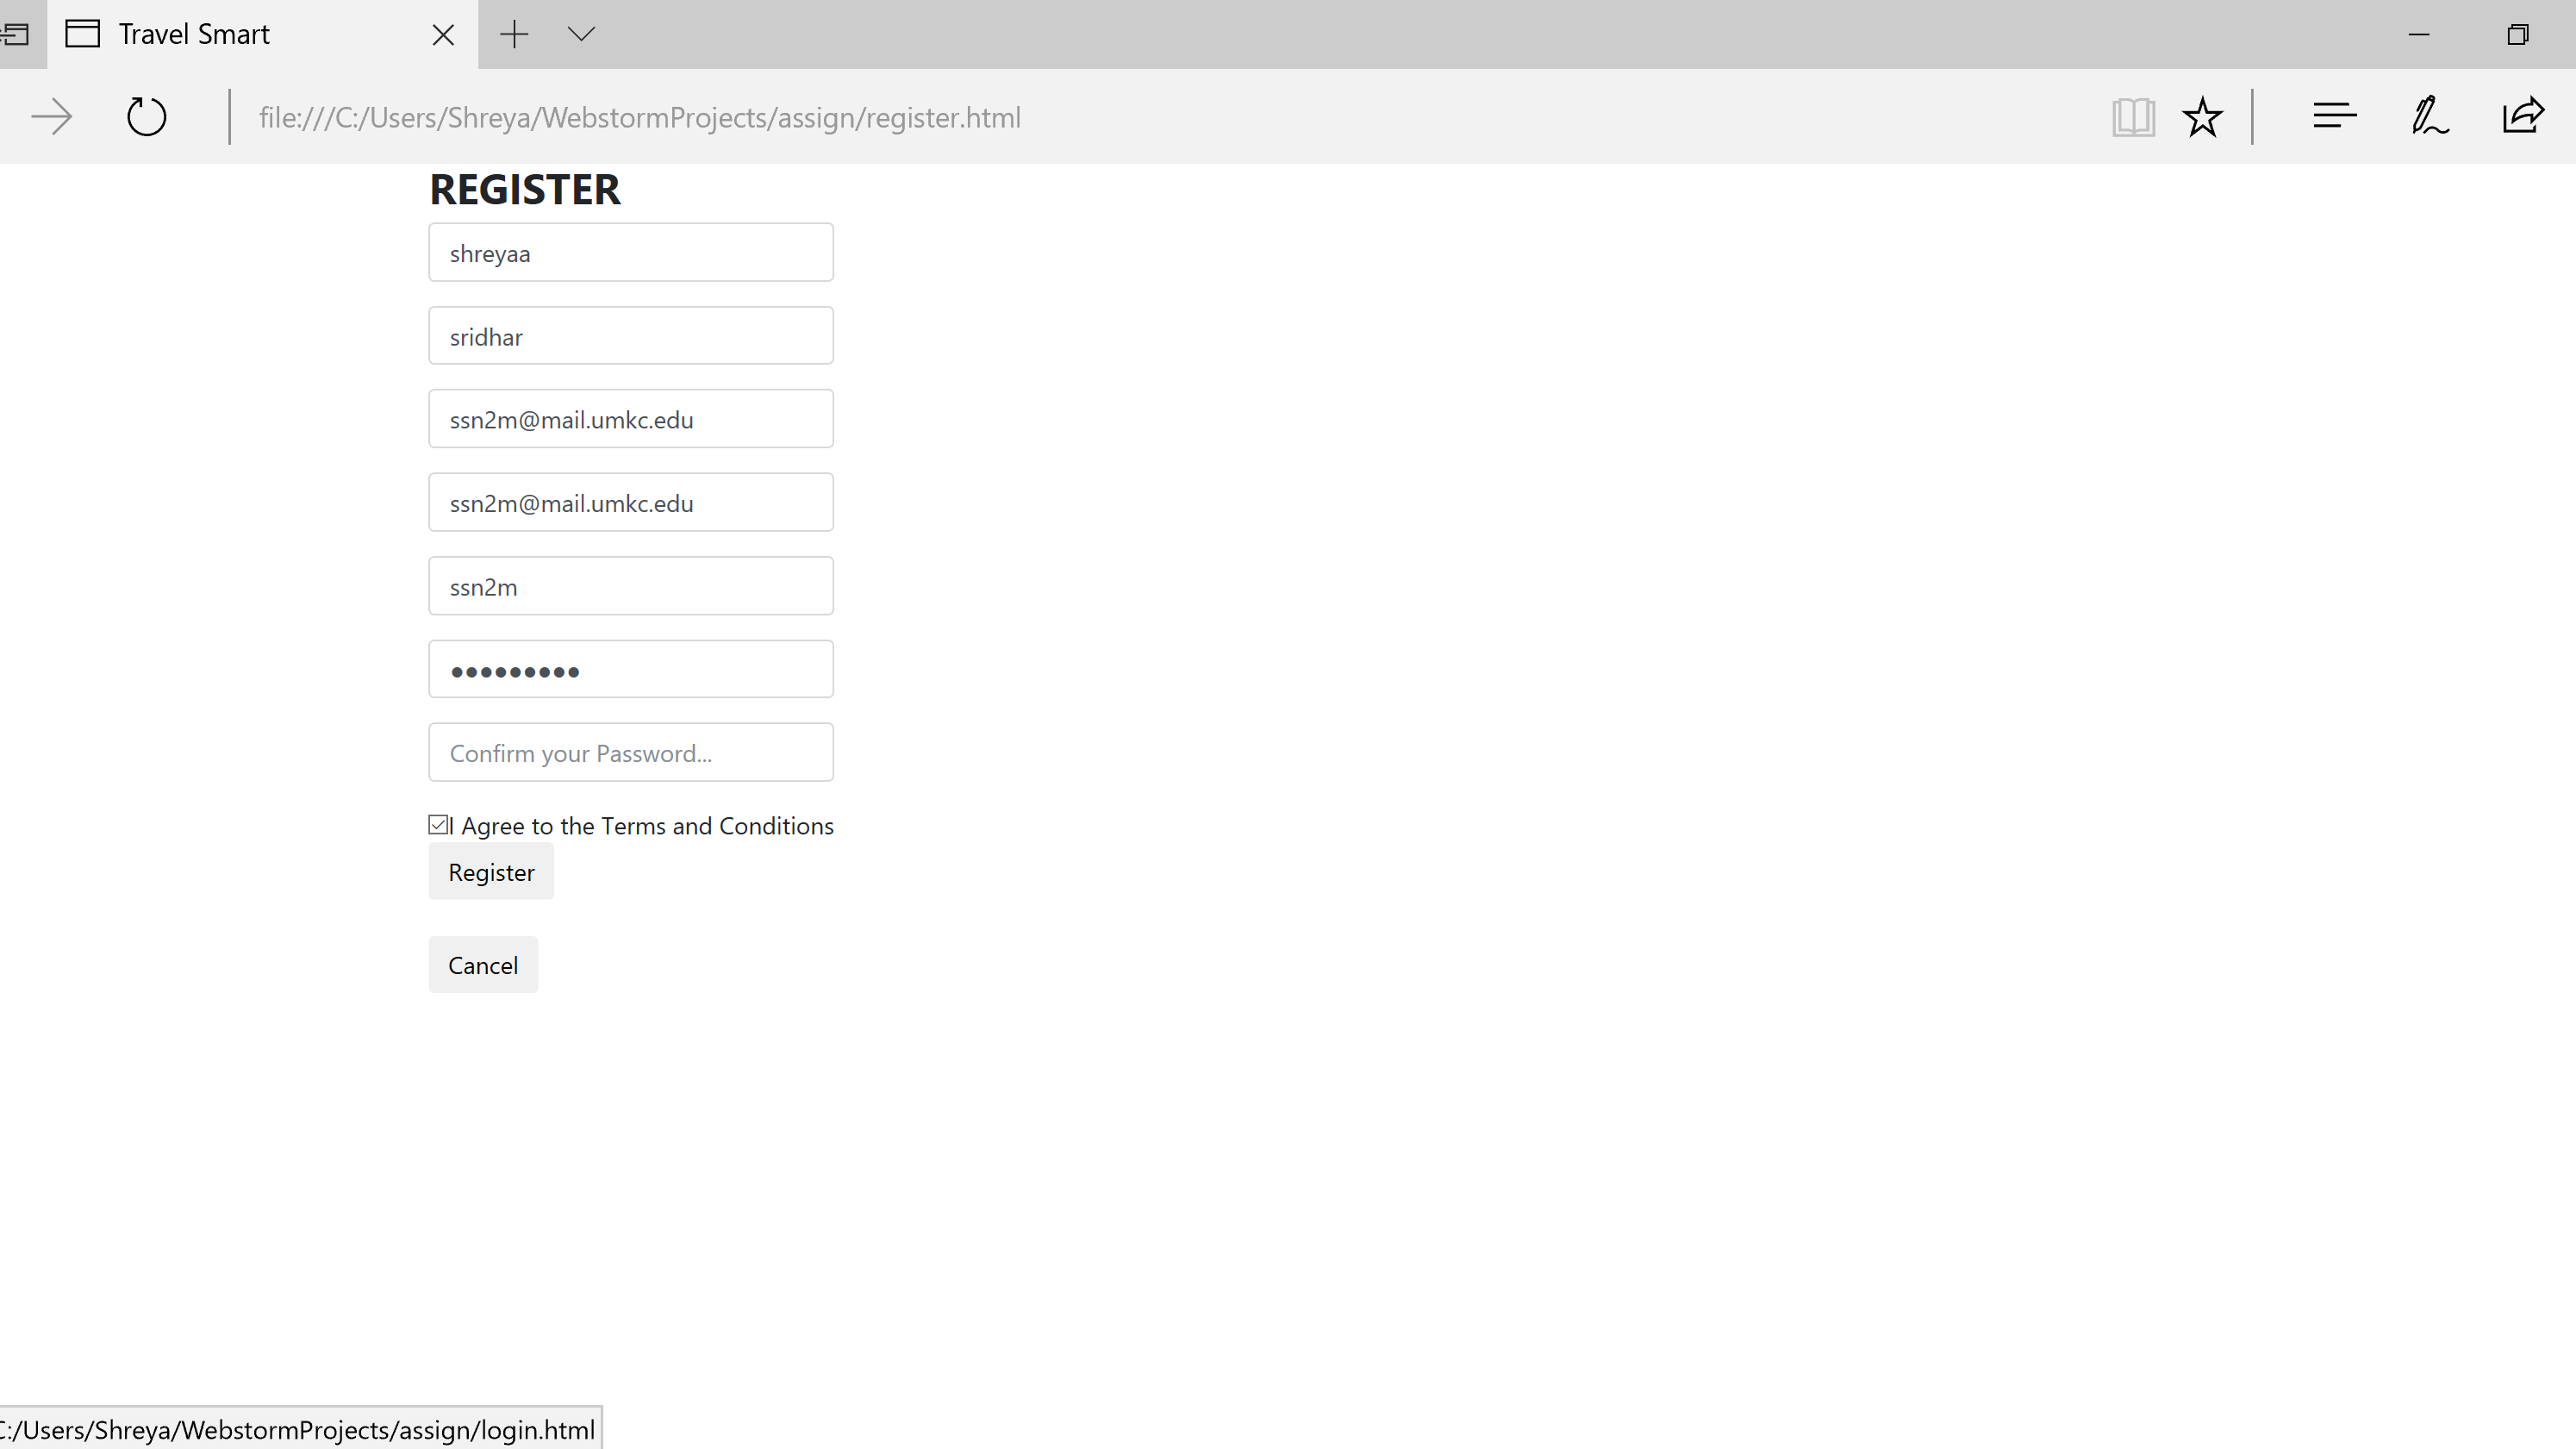 Travel Smart
file:///C:/Users/Shreya/WebstormProjects/assign/register.html
REGISTER
shreyaa
sridhar
ssn2m@mail.umkc.edu
ssn2m@mail.umkc.edu
ssn2m
●●●●●●●●●
Confirm your Password...
I Agree to the Terms and Conditions
Register
Cancel
C:/Users/Shreya/WebstormProjects/assign/login.html